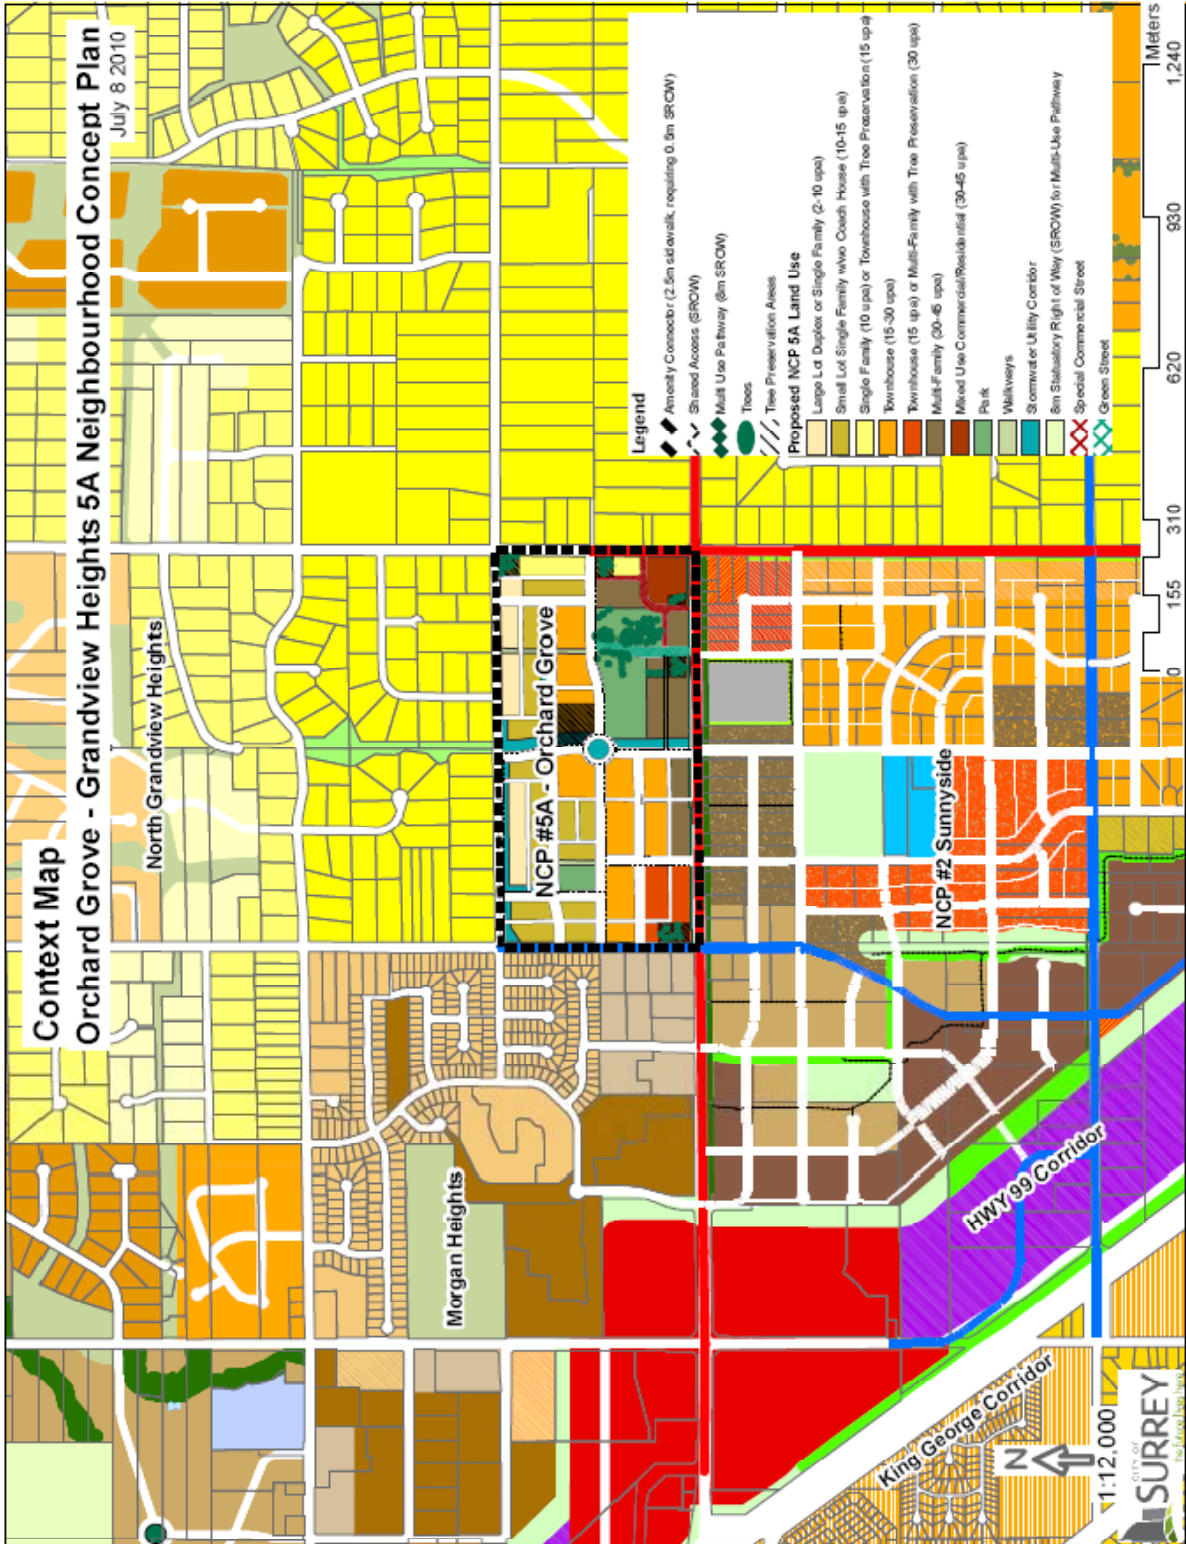 Context Map
Orchard Grove - Grandview Heights 5A Neighbourhood Concept Plan
July 8 2010
North Grandview Heights
NCP #5A - Orchard Grove
Morgan Heights
NCP #2 Sunnyside
HWY 99 Corridor
King George Corridor
Legend
Amenity Connector (2.5m sidewalk, requiring 0.5m SROW)
Shared Access (SROW)
Multi Use Pathway (8m SROW)
Trees
Tree Preservation Areas
Proposed NCP 5A Land Use
Large Lot Duplex or Single Family (2-10 upa)
Small Lot Single Family w/wo Coach House (10-15 upa)
Single Family (10 upa) or Townhouse with Tree Preservation (15 upa)
Townhouse (15-30 upa)
Townhouse (15 upa) or Multi-Family with Tree Preservation (30 upa)
Multi-Family (30-45 upa)
Mixed Use Commercial/Residential (30-45 upa)
Park
Walkways
Stormwater Utility Corridor
8m Statuatory Right of Way (SROW) for Multi-Use Pathway
Special Commercial Street
Green Street
N
1:12,000
0 155 310 620 930 1,240
Meters
CITY OF
SURREY
the future lives here.